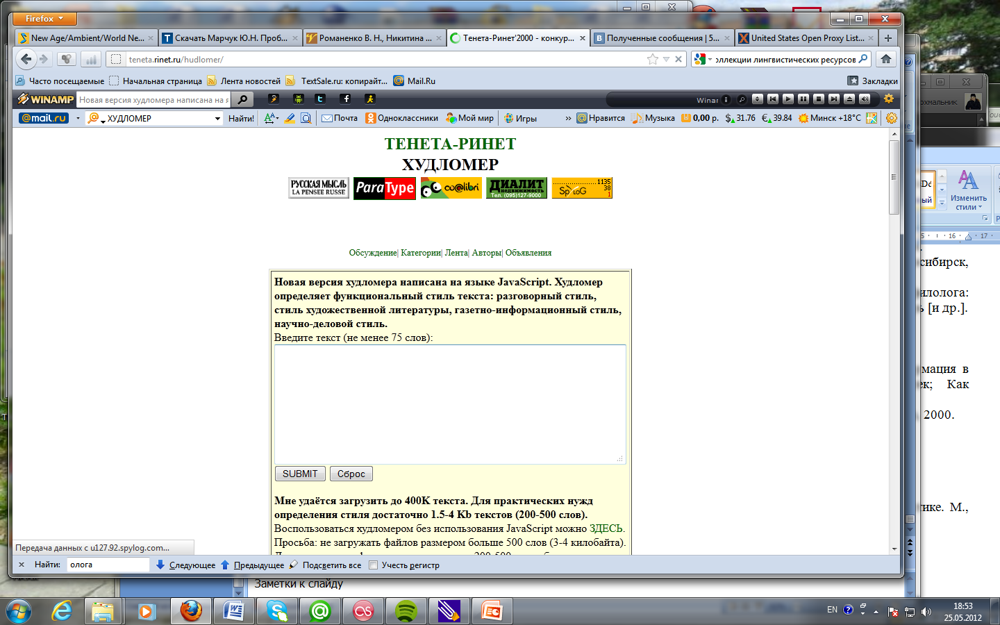 Firefox
New Age/Ambient/World Ne...
Скачать Марчук Ю.Н. Проб...
Романенко В. Н., Никитина ...
Тенета-Ринет'2000 - конкур...
Полученные сообщения | 5...
United States Open Proxy List...
teneta.rinet.ru/hudlomer/
оллекции лингвистических ресурсов
Часто посещаемые
Начальная страница
Лента новостей
TextSale.ru: копирайт...
Mail.Ru
Закладки
WINAMP
Новая версия худломера написана на я
Winar
@mail.ru
ХУДЛОМЕР
Найти!
Почта
Одноклассники
Мой мир
Игры
»
Нравится
Музыка
0,00 р.
$ 31.76
€ 39.84
Минск +18°C
ТЕНЕТА-РИНЕТ
ХУДЛОМЕР
РУССКАЯ МЫСЛЬ
LA PENSEE RUSSE
ParaType
co@libri
ДИАЛИТ
недвижимость
Тел. (095)127-9000
SpyLOG
1135
38
1
Обсуждение| Категории| Лента| Авторы| Объявления
Новая версия худломера написана на языке JavaScript. Худломер
определяет функциональный стиль текста: разговорный стиль,
стиль художественной литературы, газетно-информационный стиль,
научно-деловой стиль.
Введите текст (не менее 75 слов):
SUBMIT
Сброс
Мне удаётся загрузить до 400K текста. Для практических нужд
определения стиля достаточно 1.5-4 Kb текстов (200-500 слов).
Воспользоваться худломером без использования JavaScript можно ЗДЕСЬ.
Просьба: не загружать файлов размером больше 500 слов (3-4 килобайта).
Передача данных с u127.92.spylog.com...
Найти:
олога
Следующее
Предыдущее
Подсветить все
Учесть регистр
Заметки к слайду
охмальник
Изменить
стили
16
17
сибирск,
илолога:
ь [и др.].
мация в
ек; Как
2000.
тике. М.,
EN
18:53
25.05.2012